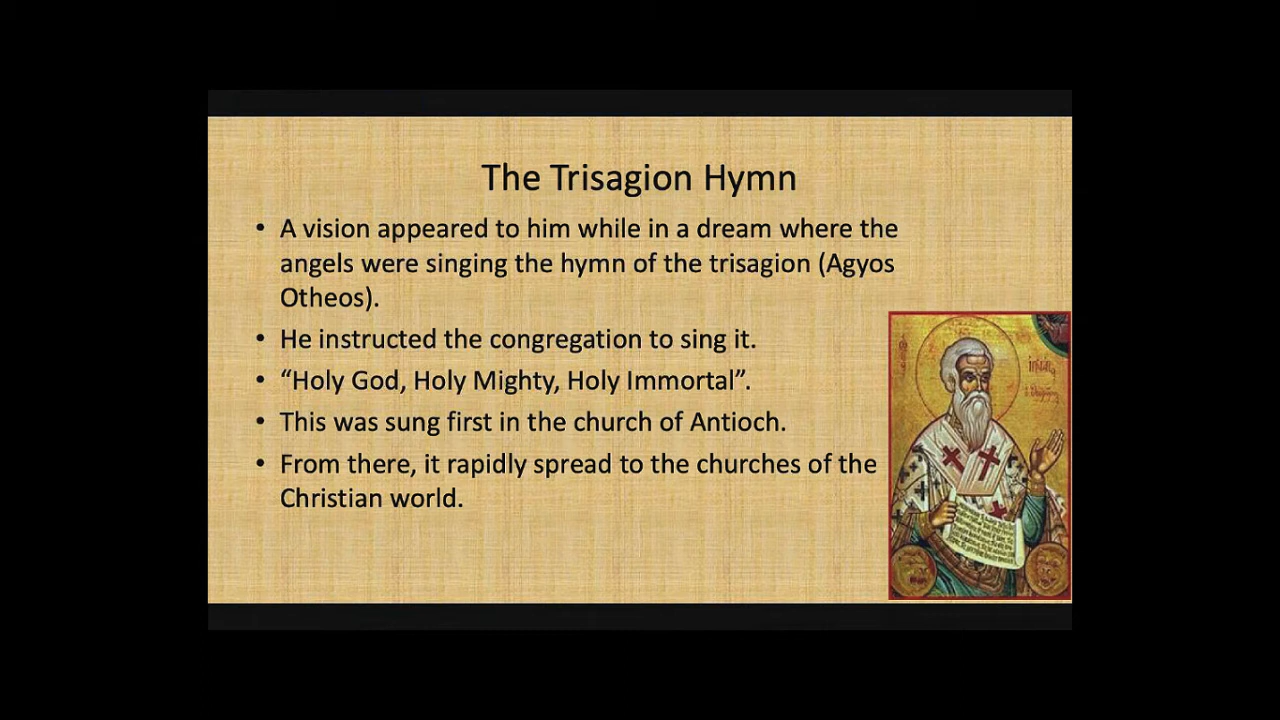 The Trisagion Hymn
• A vision appeared to him while in a dream where the
angels were singing the hymn of the trisagion (Agyos
Otheos).
• He instructed the congregation to sing it.
• “Holy God, Holy Mighty, Holy Immortal”.
• This was sung first in the church of Antioch.
• From there, it rapidly spread to the churches of the
Christian world.